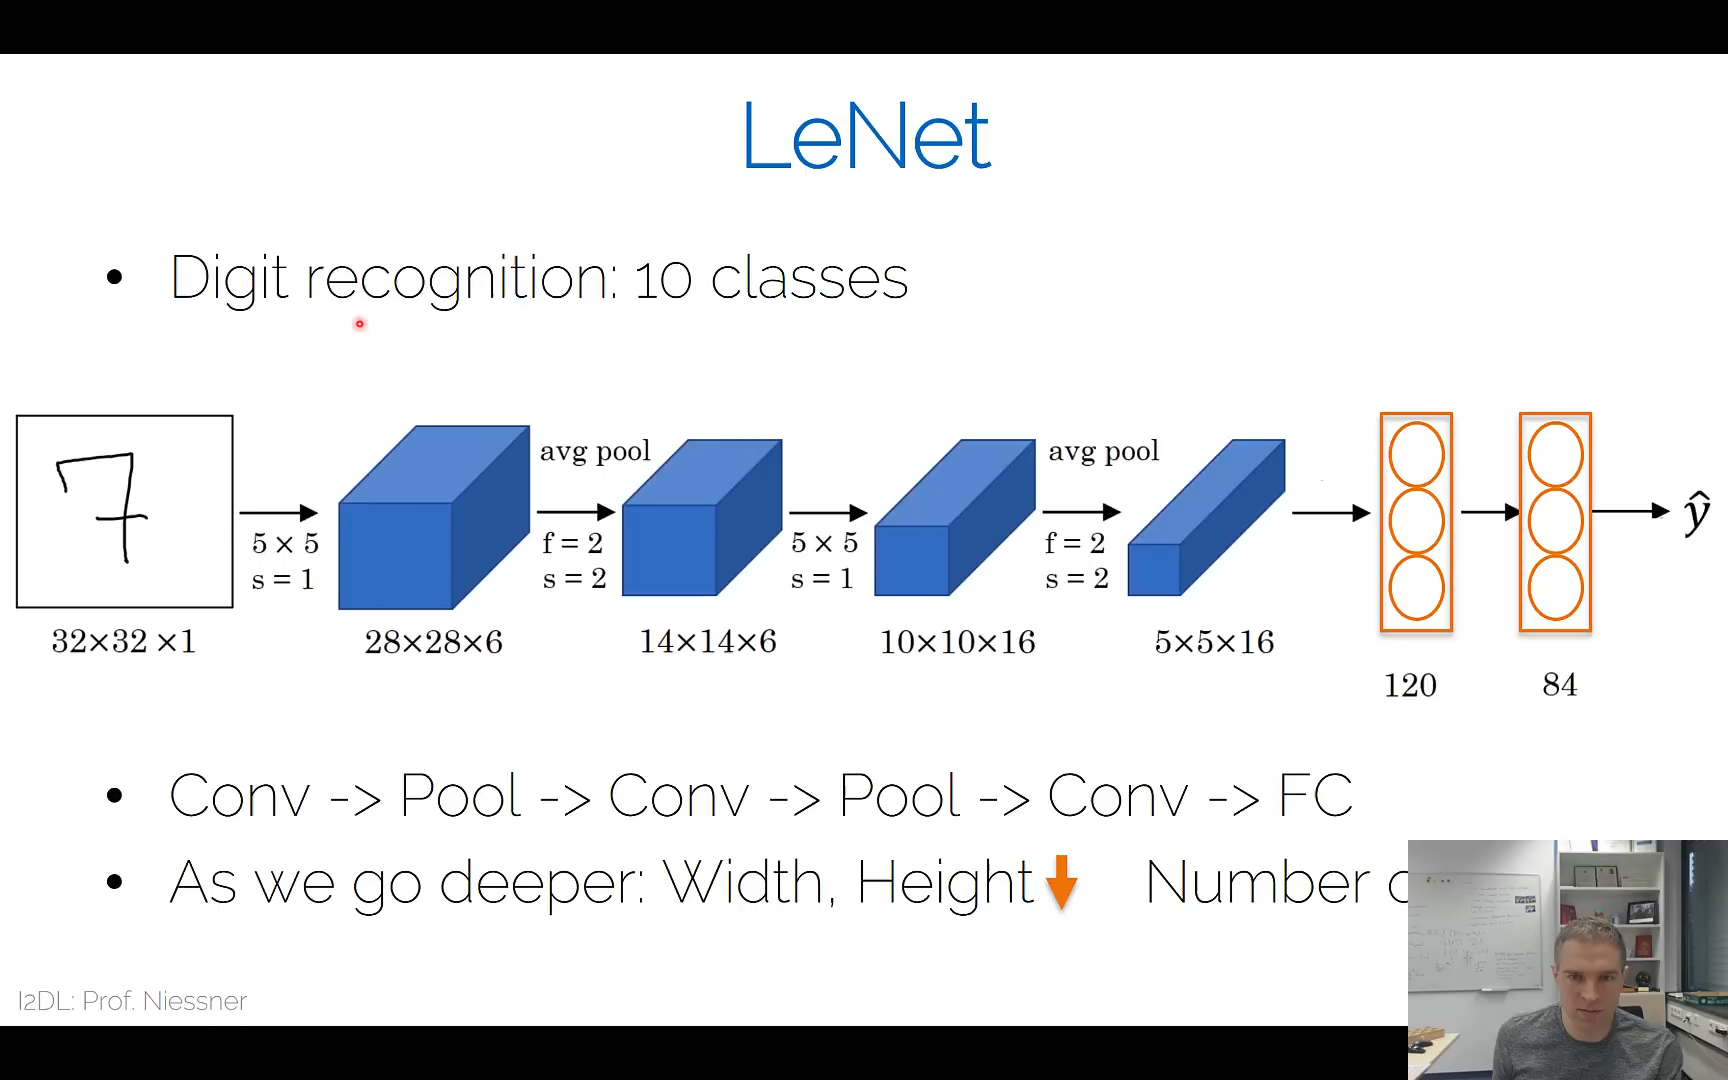 LeNet
• Digit recognition: 10 classes
7
avg pool
avg pool
5 × 5
s = 1
f = 2
s = 2
5 × 5
s = 1
f = 2
s = 2
ŷ
32×32 ×1
28×28×6
14×14×6
10×10×16
5×5×16
120
84
• Conv -> Pool -> Conv -> Pool -> Conv -> FC
• As we go deeper: Width, Height Number
I2DL: Prof. Niessner